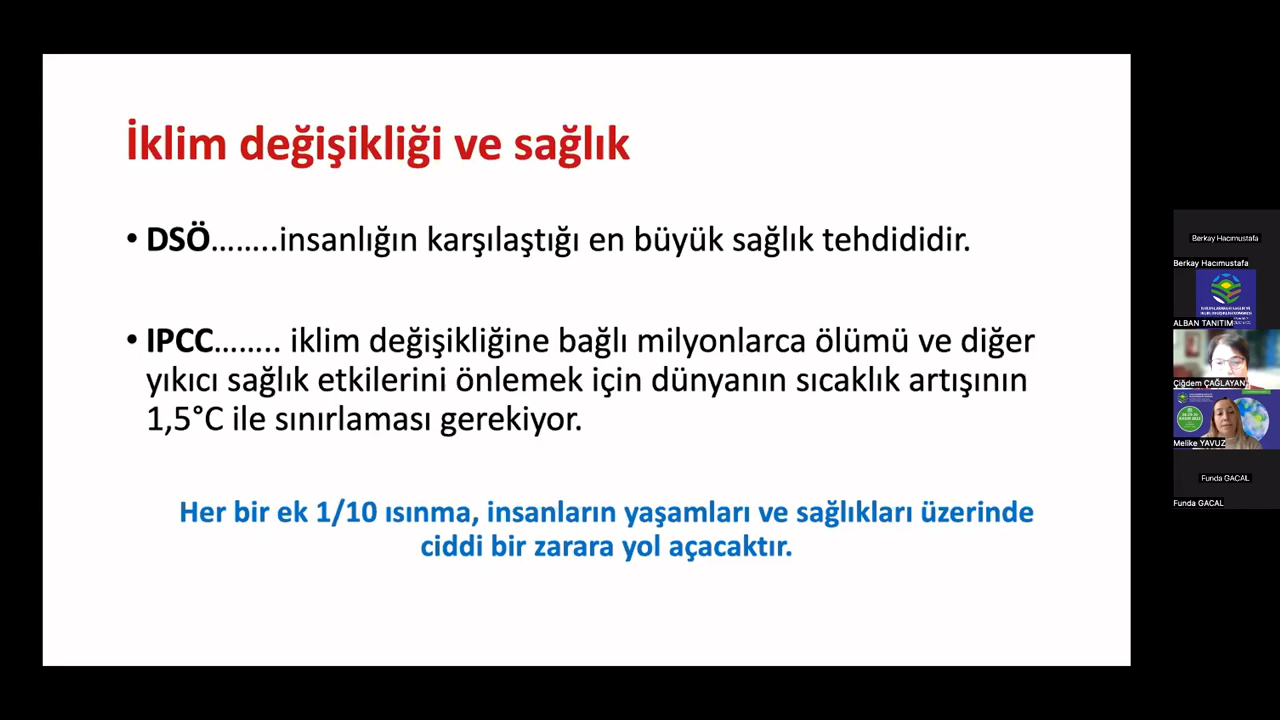 İklim değişikliği ve sağlık
• DSÖ……..insanlığın karşılaştığı en büyük sağlık tehdididir.
• IPCC…….. iklim değişikliğine bağlı milyonlarca ölümü ve diğer
yıkıcı sağlık etkilerini önlemek için dünyanın sıcaklık artışının
1,5°C ile sınırlaması gerekiyor.
Her bir ek 1/10 ısınma, insanların yaşamları ve sağlıkları üzerinde
ciddi bir zarara yol açacaktır.
Berkay Hacımustafa
Berkay Hacımustafa
ALBAN TANITIM
Çiğdem ÇAĞLAYAN
Melike YAVUZ
Funda GACAL
Funda GACAL